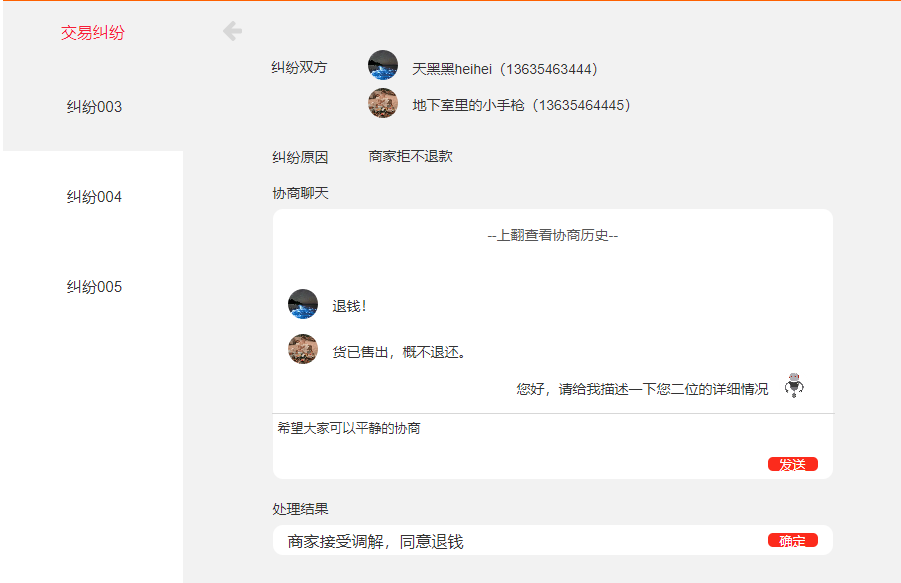 交易纠纷
纠纷003
纠纷004
纠纷005
纠纷双方
天黑黑heihei（13635463444）
地下室里的小手枪（13635464445）
纠纷原因
商家拒不退款
协商聊天
--上翻查看协商历史--
退钱！
货已售出，概不退还。
您好，请给我描述一下您二位的详细情况
希望大家可以平静的协商
发送
处理结果
商家接受调解，同意退钱
确定